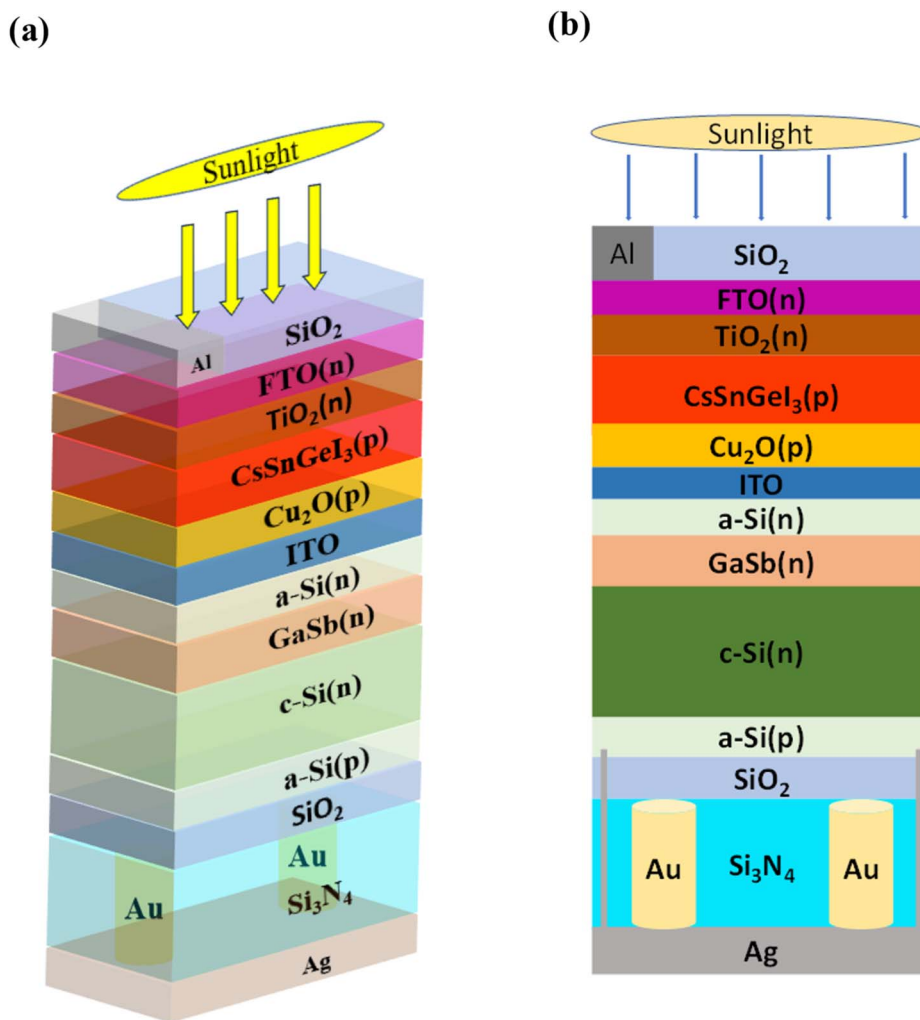 (a)
Sunlight
SiO₂
Al
FTO(n)
TiO₂(n)
CsSnGeI₃(p)
Cu₂O(p)
ITO
a-Si(n)
GaSb(n)
c-Si(n)
a-Si(p)
SiO₂
Au
Au
Si₃N₄
Ag
(b)
Sunlight
Al
SiO₂
FTO(n)
TiO₂(n)
CsSnGeI₃(p)
Cu₂O(p)
ITO
a-Si(n)
GaSb(n)
c-Si(n)
a-Si(p)
SiO₂
Au
Si₃N₄
Au
Ag